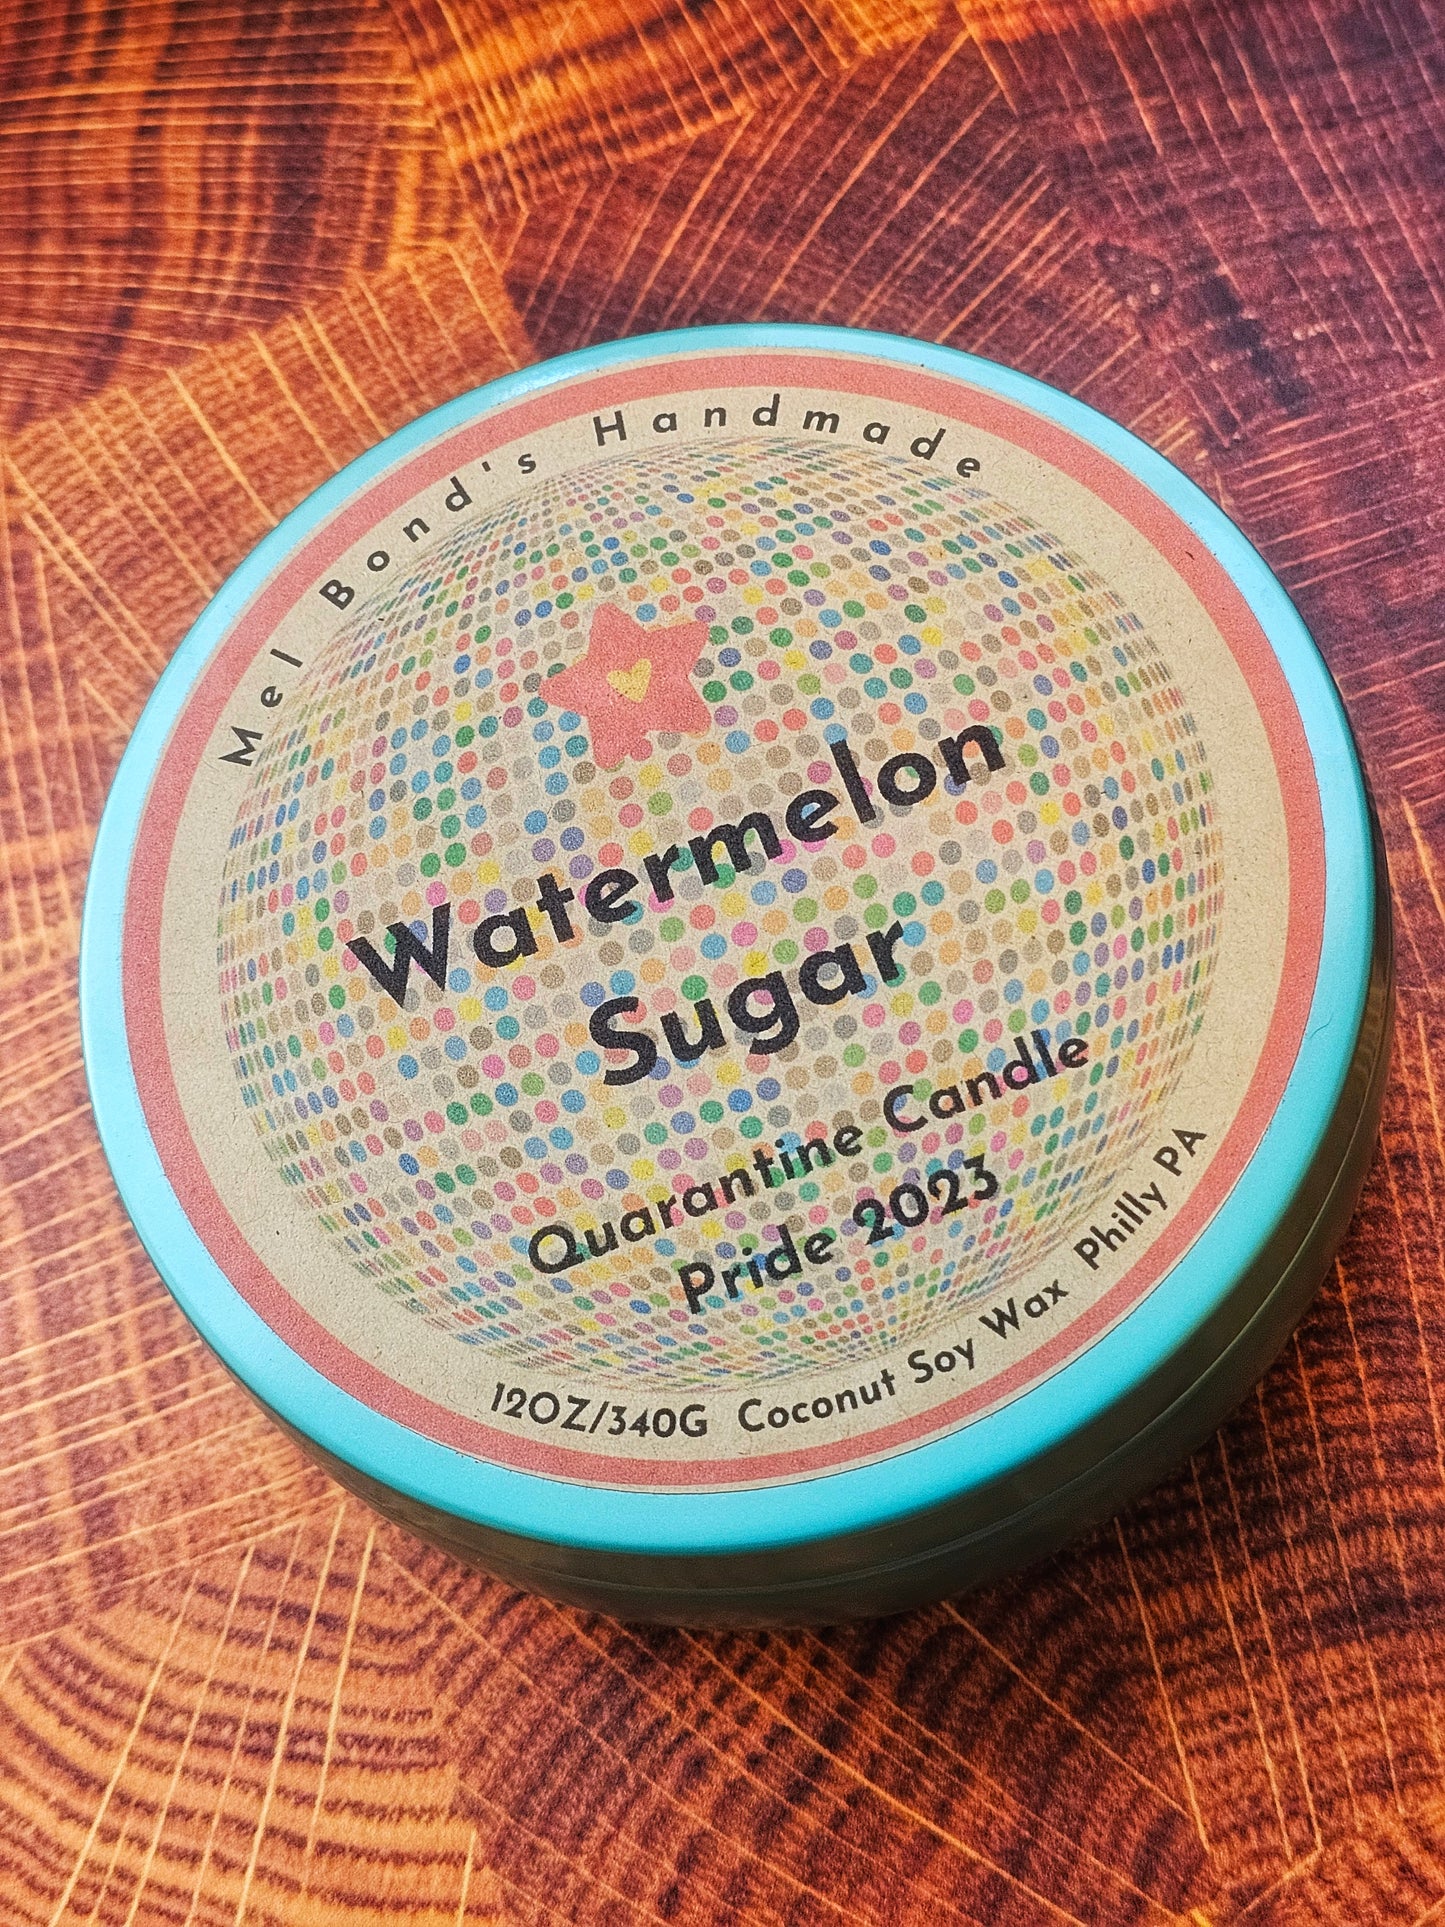 Mel Bond's Handmade
Watermelon
Sugar
Quarantine Candle
Pride 2023
12OZ/340G Coconut Soy Wax Philly PA